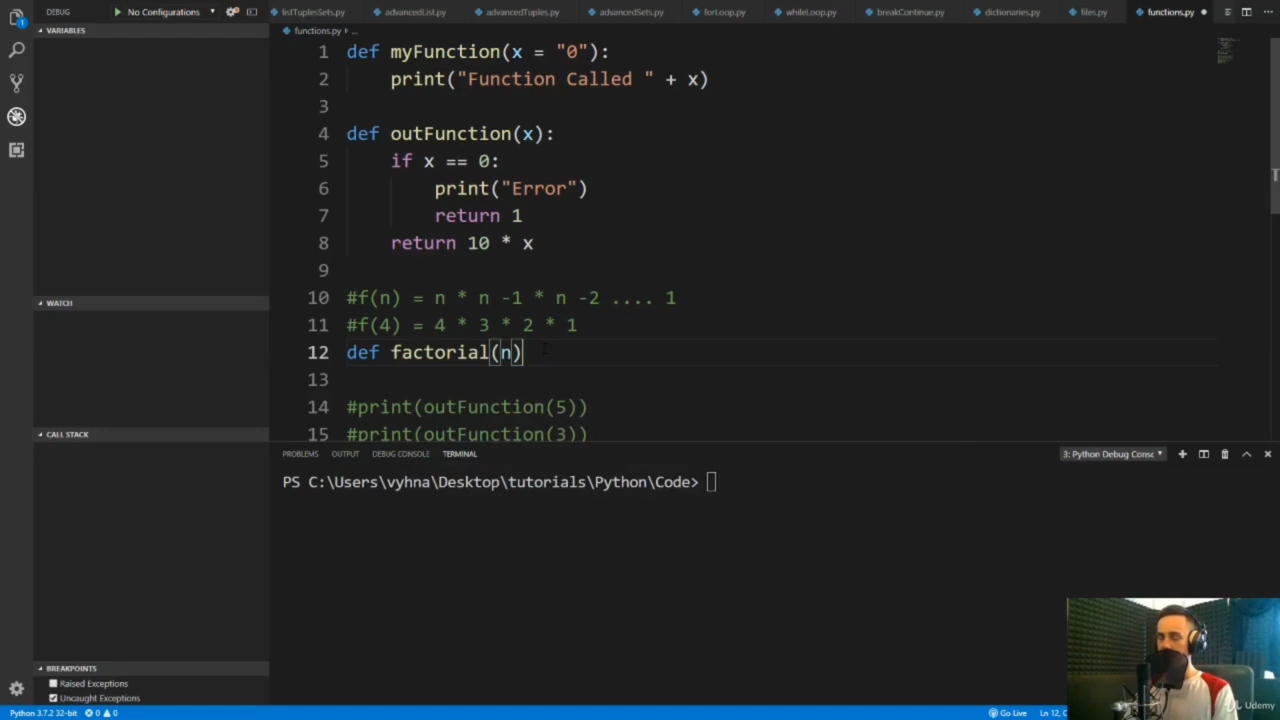 DEBUG
No Configurations
listTuplesSets.py
advancedList.py
advancedTuples.py
advancedSets.py
forLoop.py
whileLoop.py
breakContinue.py
dictionaries.py
files.py
functions.py
VARIABLES
functions.py › ...
1 def myFunction(x = "0"):
2 print("Function Called " + x)
3
4 def outFunction(x):
5 if x == 0:
6 print("Error")
7 return 1
8 return 10 * x
9
10 #f(n) = n * n -1 * n -2 .... 1
11 #f(4) = 4 * 3 * 2 * 1
12 def factorial(n)
13
14 #print(outFunction(5))
15 #print(outFunction(3))
WATCH
CALL STACK
PROBLEMS
OUTPUT
DEBUG CONSOLE
TERMINAL
3: Python Debug Consc
PS C:\Users\vyhna\Desktop\tutorials\Python\Code>
BREAKPOINTS
Raised Exceptions
Uncaught Exceptions
Python 3.7.2 32-bit
0
0
Go Live
Ln 12, C
Udemy
1